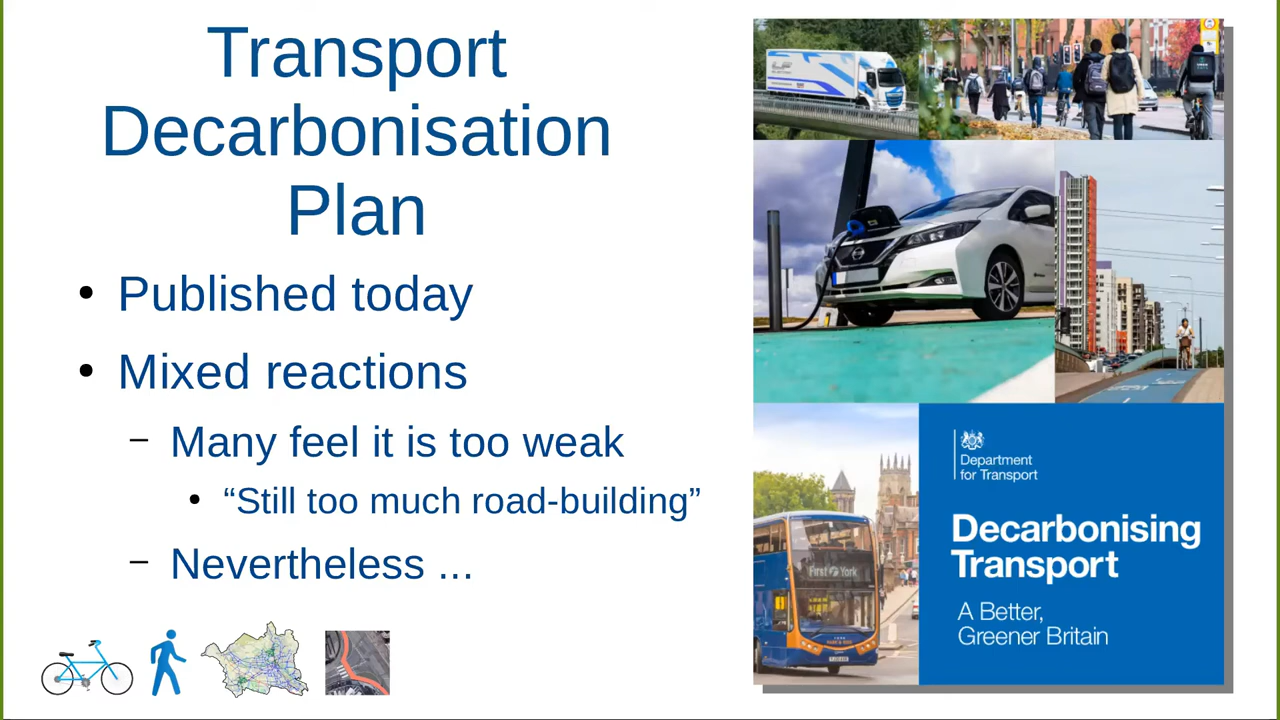 Transport
Decarbonisation
Plan
• Published today
• Mixed reactions
– Many feel it is too weak
• “Still too much road-building”
– Nevertheless ...
Department
for Transport
Decarbonising
Transport
A Better,
Greener Britain
First York